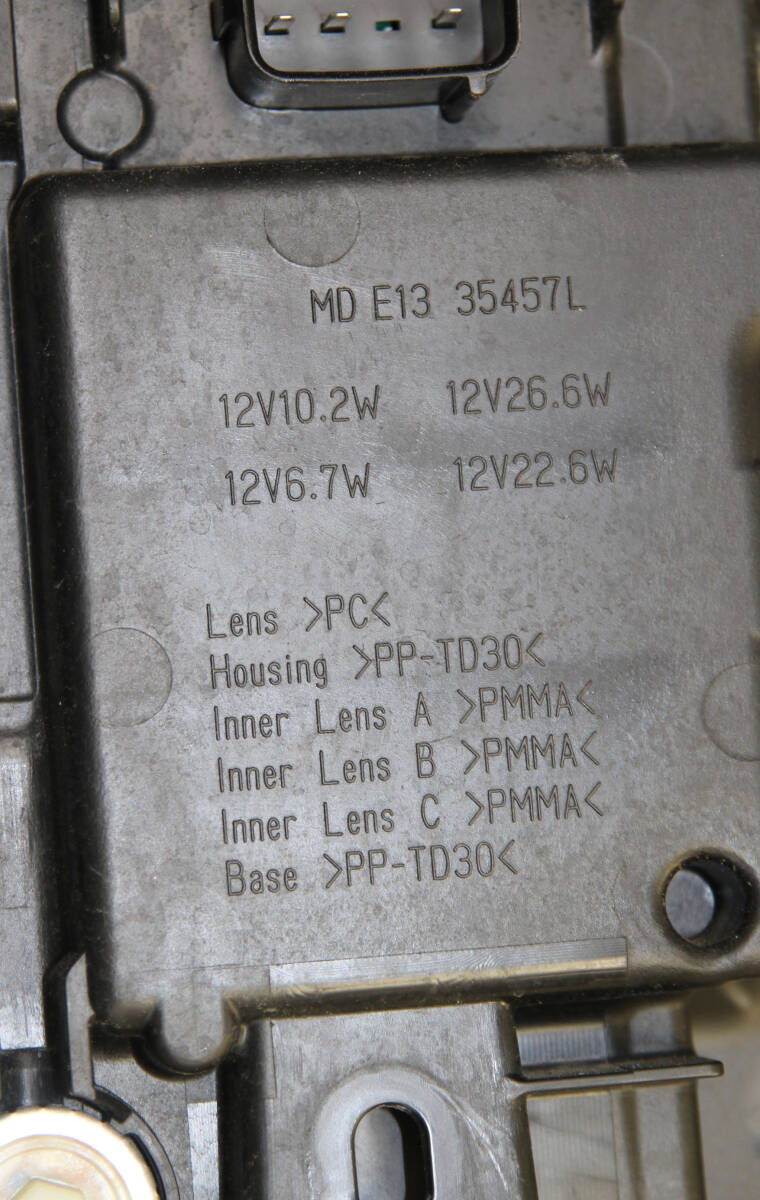 MD E13 35457L
12V10.2W 12V26.6W
12V6.7W 12V22.6W
Lens >PC<
Housing >PP-TD30<
Inner Lens A >PMMA<
Inner Lens B >PMMA<
Inner Lens C >PMMA<
Base >PP-TD30<